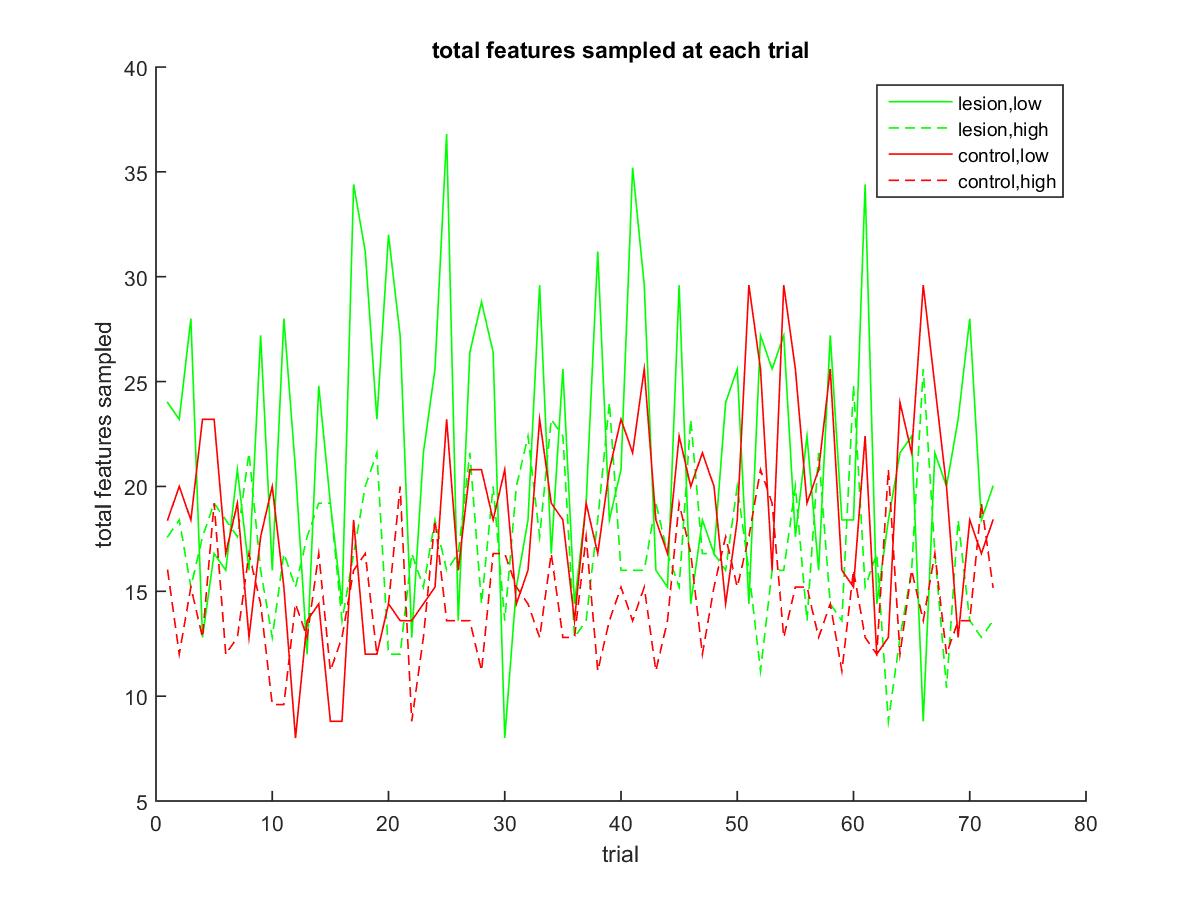 total features sampled at each trial
40
35
30
25
20
15
10
5
total features sampled
lesion,low
lesion,high
control,low
control,high
0 10 20 30 40 50 60 70 80
trial